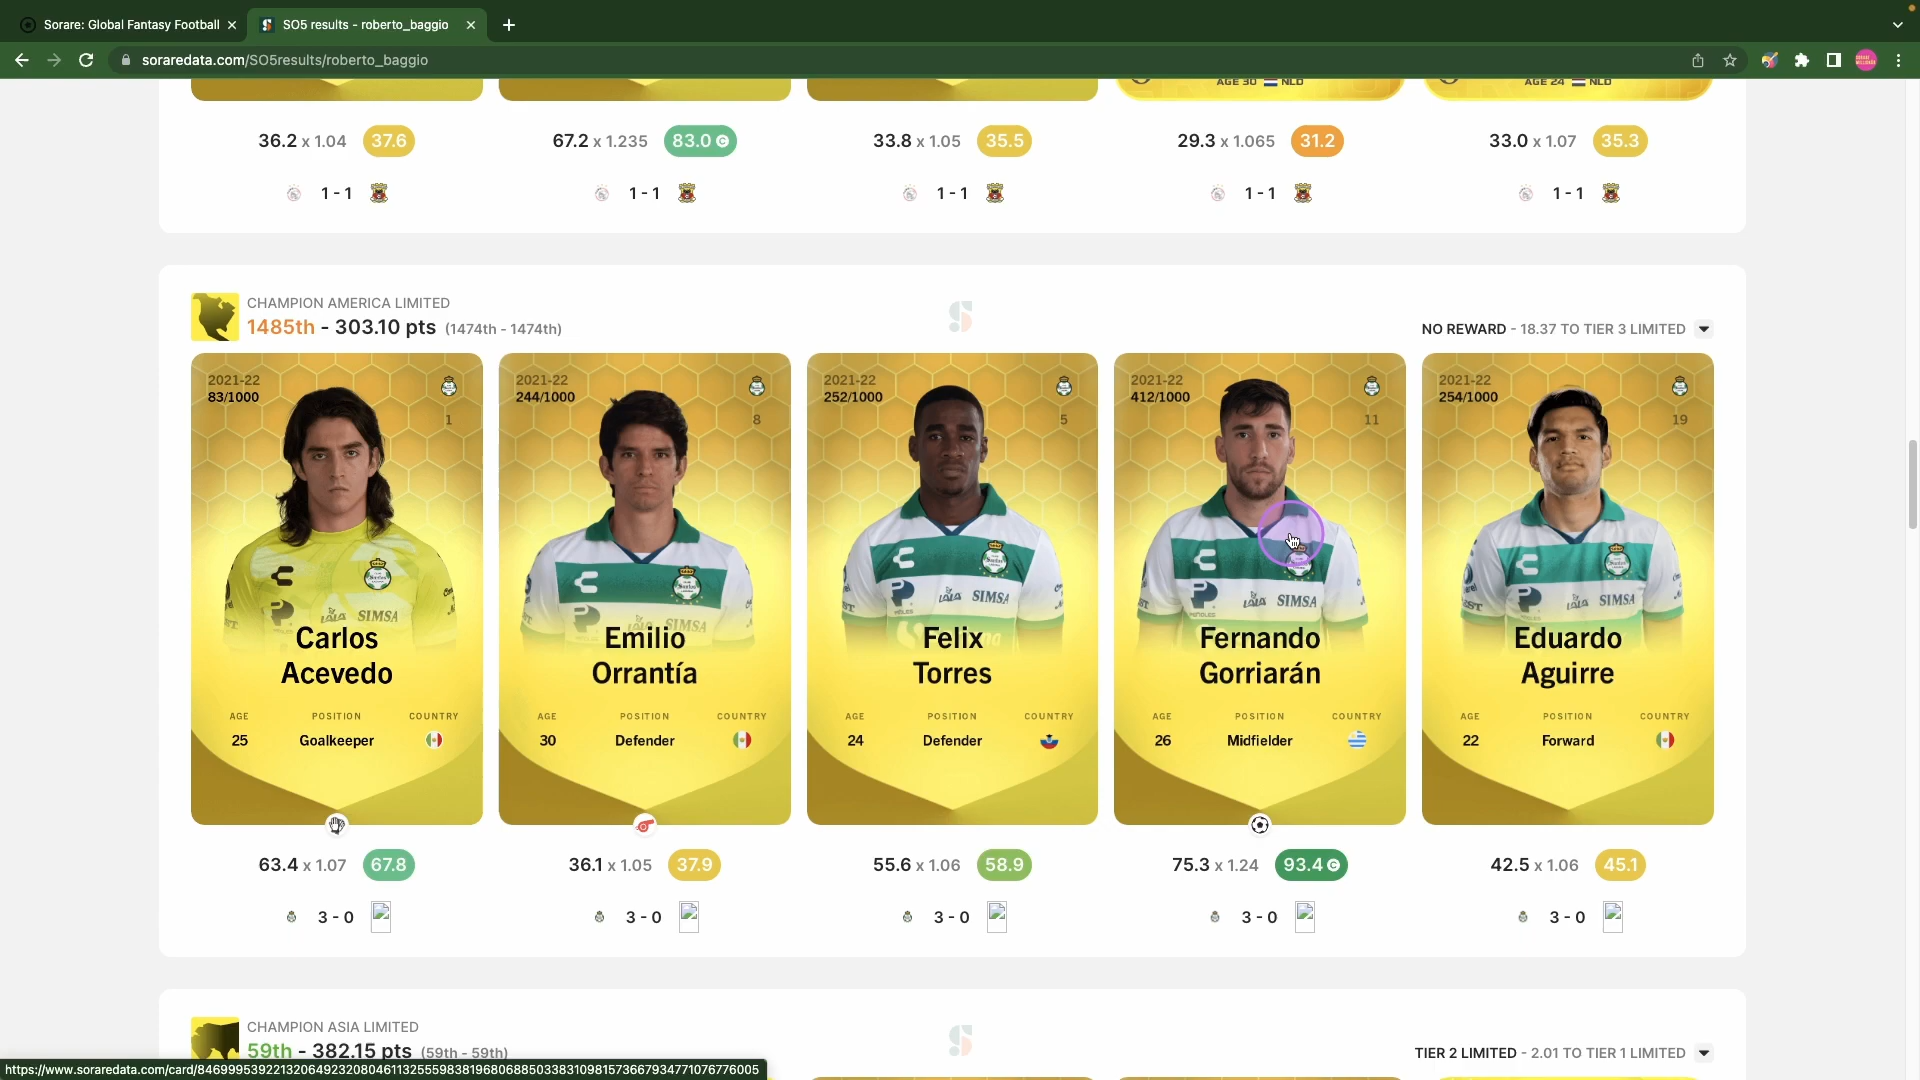 Sorare: Global Fantasy Football
SO5 results - roberto_baggio
soraredata.com/SO5results/roberto_baggio
AGE 30 NLD
AGE 24 NLD
36.2 x 1.04 37.6
67.2 x 1.235 83.0 C
33.8 x 1.05 35.5
29.3 x 1.065 31.2
33.0 x 1.07 35.3
1 - 1
1 - 1
1 - 1
1 - 1
1 - 1
CHAMPION AMERICA LIMITED
1485th - 303.10 pts (1474th - 1474th)
NO REWARD - 18.37 TO TIER 3 LIMITED
2021-22
83/1000
1
SIMSA
Carlos
Acevedo
AGE POSITION COUNTRY
25 Goalkeeper
2021-22
244/1000
8
LALA SIMSA
Emilio
Orrantía
AGE POSITION COUNTRY
30 Defender
2021-22
252/1000
5
LALA SIMSA
Felix
Torres
AGE POSITION COUNTRY
24 Defender
2021-22
412/1000
11
LALA SIMSA
Fernando
Gorriarán
AGE POSITION COUNTRY
26 Midfielder
2021-22
254/1000
19
LALA SIMSA
Eduardo
Aguirre
AGE POSITION COUNTRY
22 Forward
63.4 x 1.07 67.8
36.1 x 1.05 37.9
55.6 x 1.06 58.9
75.3 x 1.24 93.4 C
42.5 x 1.06 45.1
3 - 0
3 - 0
3 - 0
3 - 0
3 - 0
CHAMPION ASIA LIMITED
59th - 382.15 pts (59th - 59th)
TIER 2 LIMITED - 2.01 TO TIER 1 LIMITED
https://www.soraredata.com/card/84699953922132064923208046113255598381968068850338310981573667934771076776005